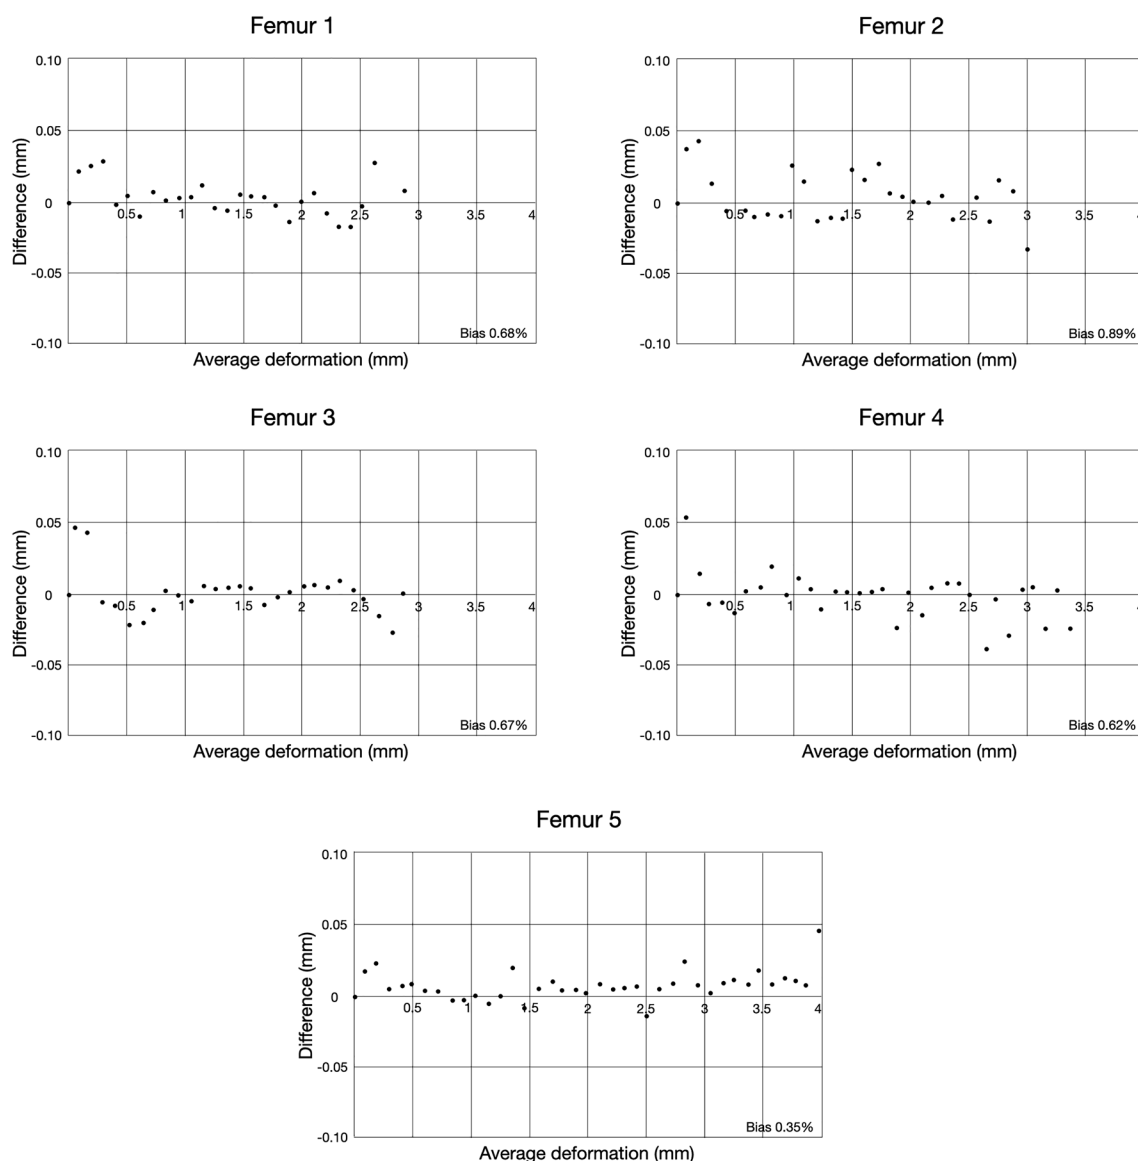 Femur 1
0.10
0.05
0
-0.05
-0.10
Difference (mm)
0.5 1 1.5 2 2.5 3 3.5 4
Bias 0.68%
Average deformation (mm)
Femur 2
0.10
0.05
0
-0.05
-0.10
Difference (mm)
0.5 1 1.5 2 2.5 3 3.5
Bias 0.89%
Average deformation (mm)
Femur 3
0.10
0.05
0
-0.05
-0.10
Difference (mm)
0.5 1 1.5 2 2.5 3 3.5 4
Bias 0.67%
Average deformation (mm)
Femur 4
0.10
0.05
0
-0.05
-0.10
Difference (mm)
0.5 1 1.5 2 2.5 3 3.5
Bias 0.62%
Average deformation (mm)
Femur 5
0.10
0.05
0
-0.05
-0.10
Difference (mm)
0.5 1 1.5 2 2.5 3 3.5 4
Bias 0.35%
Average deformation (mm)